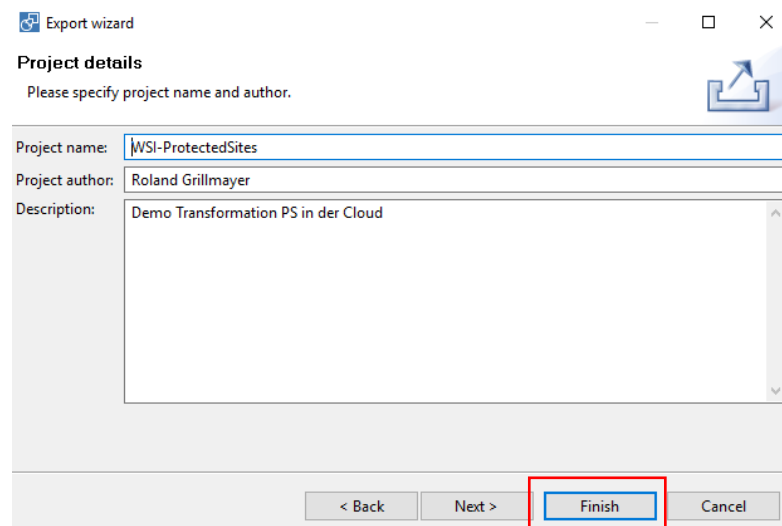 Export wizard
Project details
Please specify project name and author.
Project name: WSI-ProtectedSites
Project author: Roland Grillmayer
Description: Demo Transformation PS in der Cloud
< Back Next > Finish Cancel